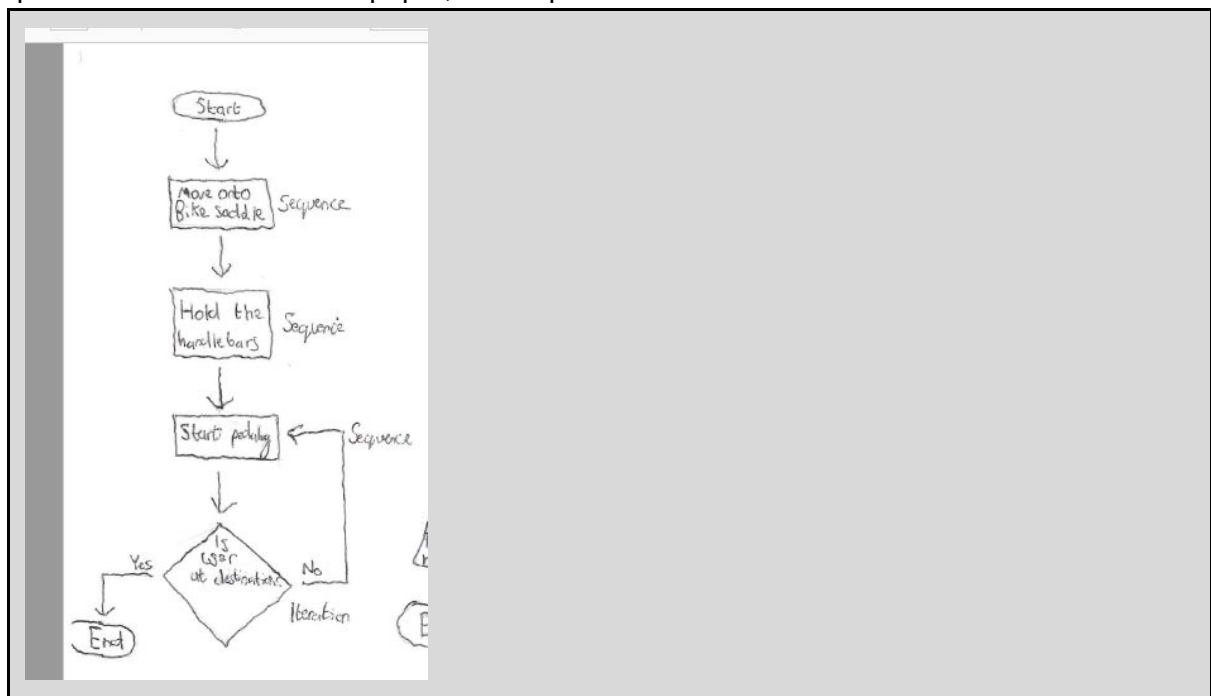 Start
Move onto
Bike Saddle
Sequence
Hold the
handlebars
Sequence
Start pedaling
Sequence
Is
user
at destination?
Yes
No
Iteration
End